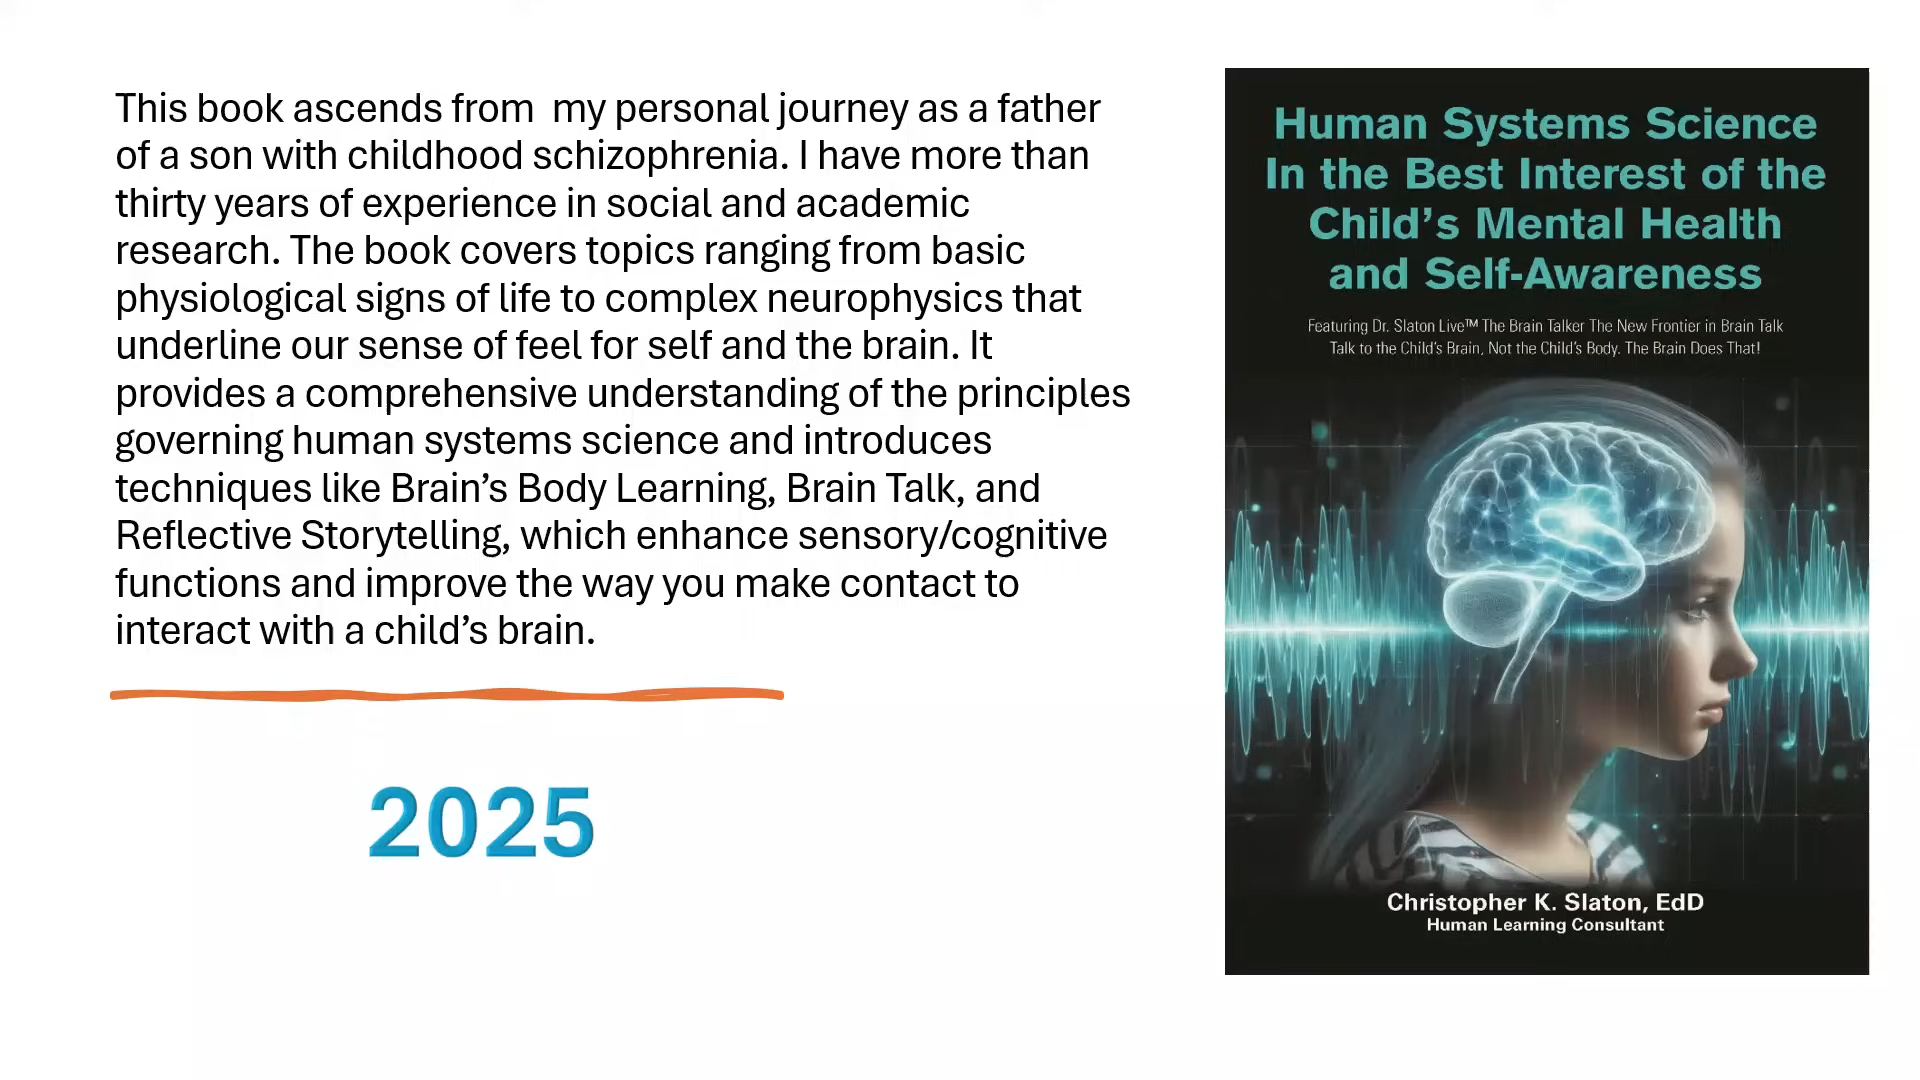 This book ascends from  my personal journey as a father
of a son with childhood schizophrenia. I have more than
thirty years of experience in social and academic
research. The book covers topics ranging from basic
physiological signs of life to complex neurophysics that
underline our sense of feel for self and the brain. It
provides a comprehensive understanding of the principles
governing human systems science and introduces
techniques like Brain’s Body Learning, Brain Talk, and
Reflective Storytelling, which enhance sensory/cognitive
functions and improve the way you make contact to
interact with a child’s brain.
2025
Human Systems Science
In the Best Interest of the
Child’s Mental Health
and Self-Awareness
Featuring Dr. Slaton Live™ The Brain Talker The New Frontier in Brain Talk
Talk to the Child’s Brain, Not the Child’s Body. The Brain Does That!
Christopher K. Slaton, EdD
Human Learning Consultant